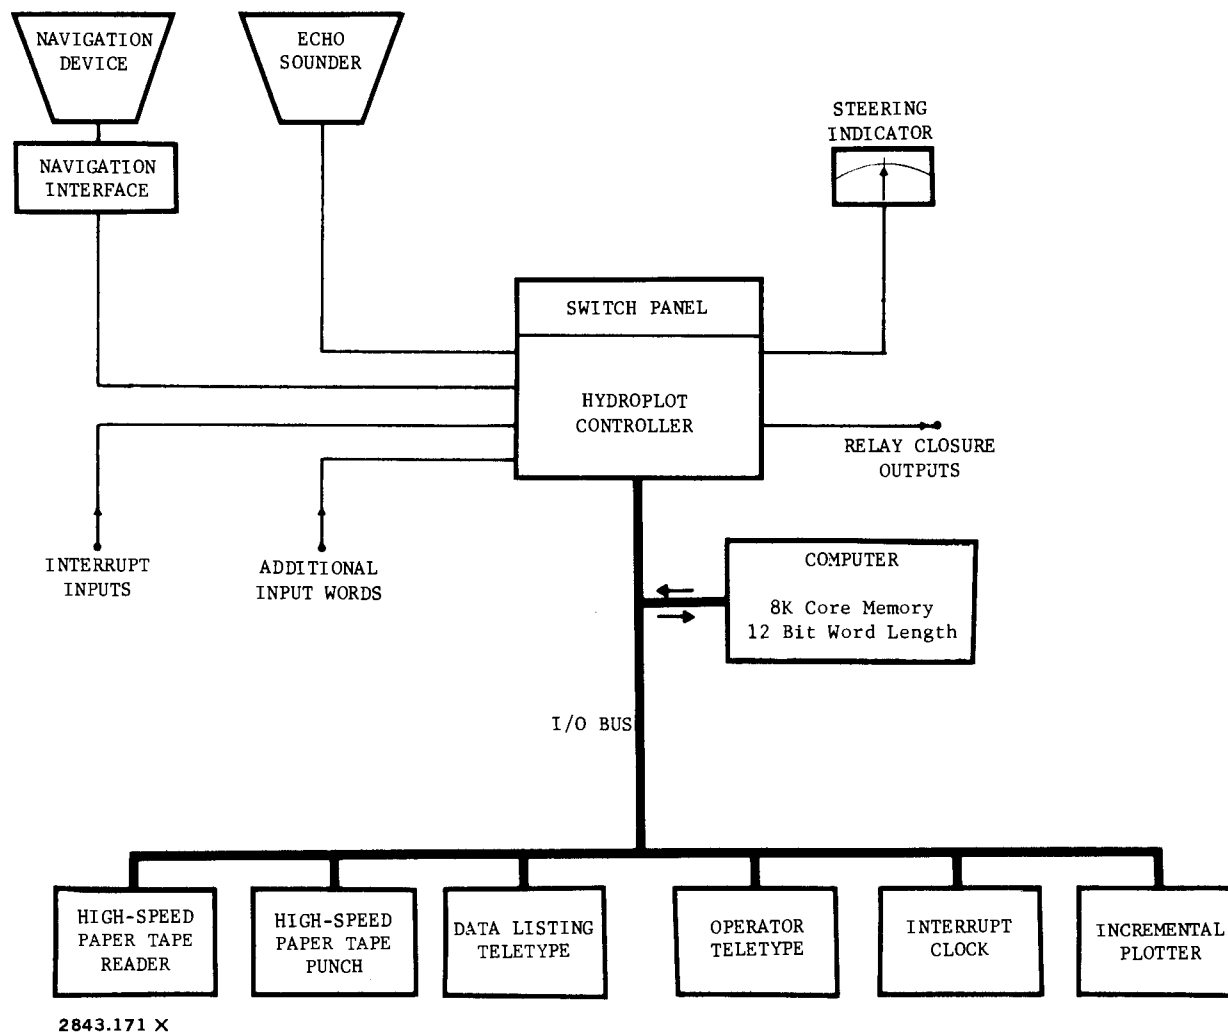 NAVIGATION
DEVICE
ECHO
SOUNDER
STEERING
INDICATOR
NAVIGATION
INTERFACE
SWITCH PANEL
HYDROPLOT
CONTROLLER
RELAY CLOSURE
OUTPUTS
INTERRUPT
INPUTS
ADDITIONAL
INPUT WORDS
COMPUTER
8K Core Memory
12 Bit Word Length
I/O BUS
HIGH-SPEED
PAPER TAPE
READER
HIGH-SPEED
PAPER TAPE
PUNCH
DATA LISTING
TELETYPE
OPERATOR
TELETYPE
INTERRUPT
CLOCK
INCREMENTAL
PLOTTER
2843.171 X